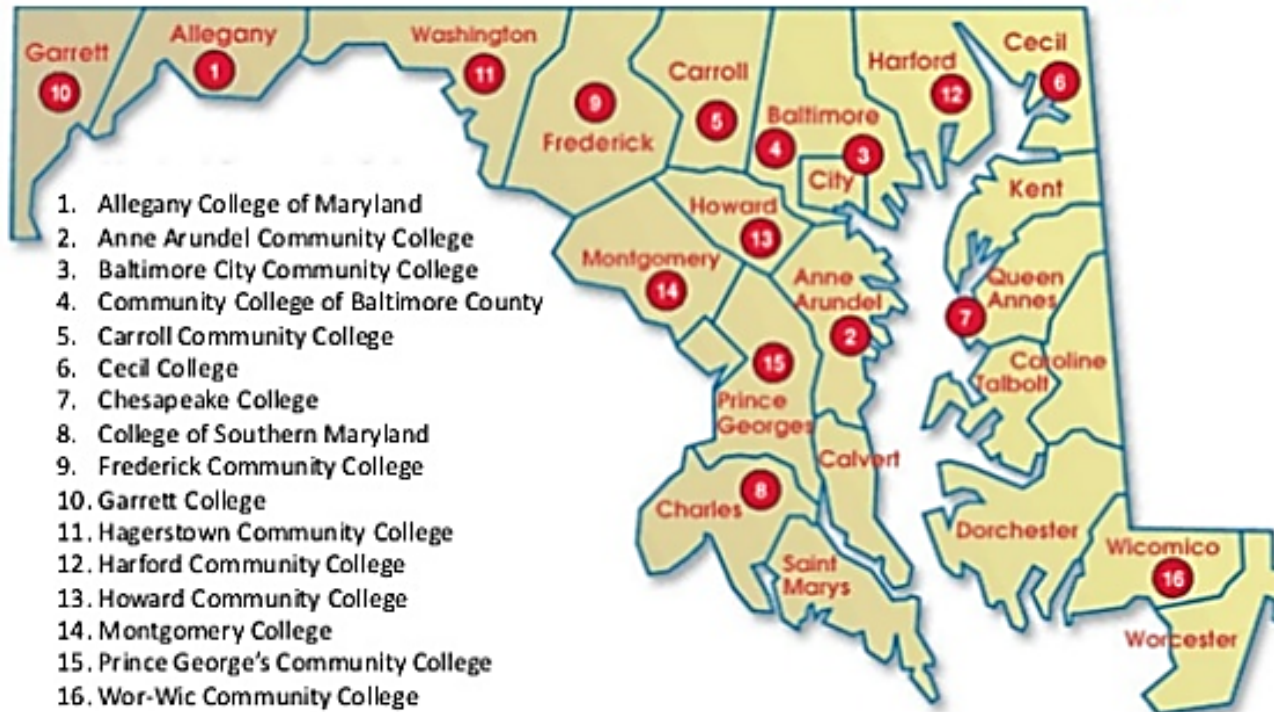 Garrett
10
Allegany
1
Washington
11
9
Frederick
Carroll
5
Baltimore
4
3
City
Harford
12
Cecil
6
Kent
Howard
13
Montgomery
14
Anne
Arundel
2
Queen
Annes
7
Caroline
Talbolt
15
Prince
Georges
Calvert
8
Charles
Saint
Marys
Dorchester
Wicomico
16
Worcester
1. Allegany College of Maryland
2. Anne Arundel Community College
3. Baltimore City Community College
4. Community College of Baltimore County
5. Carroll Community College
6. Cecil College
7. Chesapeake College
8. College of Southern Maryland
9. Frederick Community College
10. Garrett College
11. Hagerstown Community College
12. Harford Community College
13. Howard Community College
14. Montgomery College
15. Prince George's Community College
16. Wor-Wic Community College